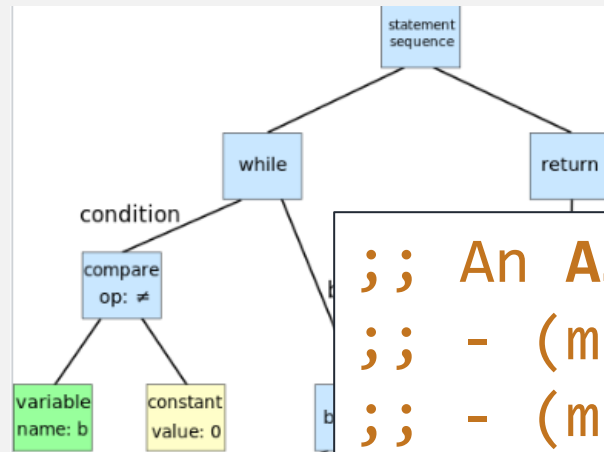 statement
sequence
while
return
condition
compare
op: ≠
variable
name: b
constant
value: 0
b
b
;; An A
;; - (m
;; - (m